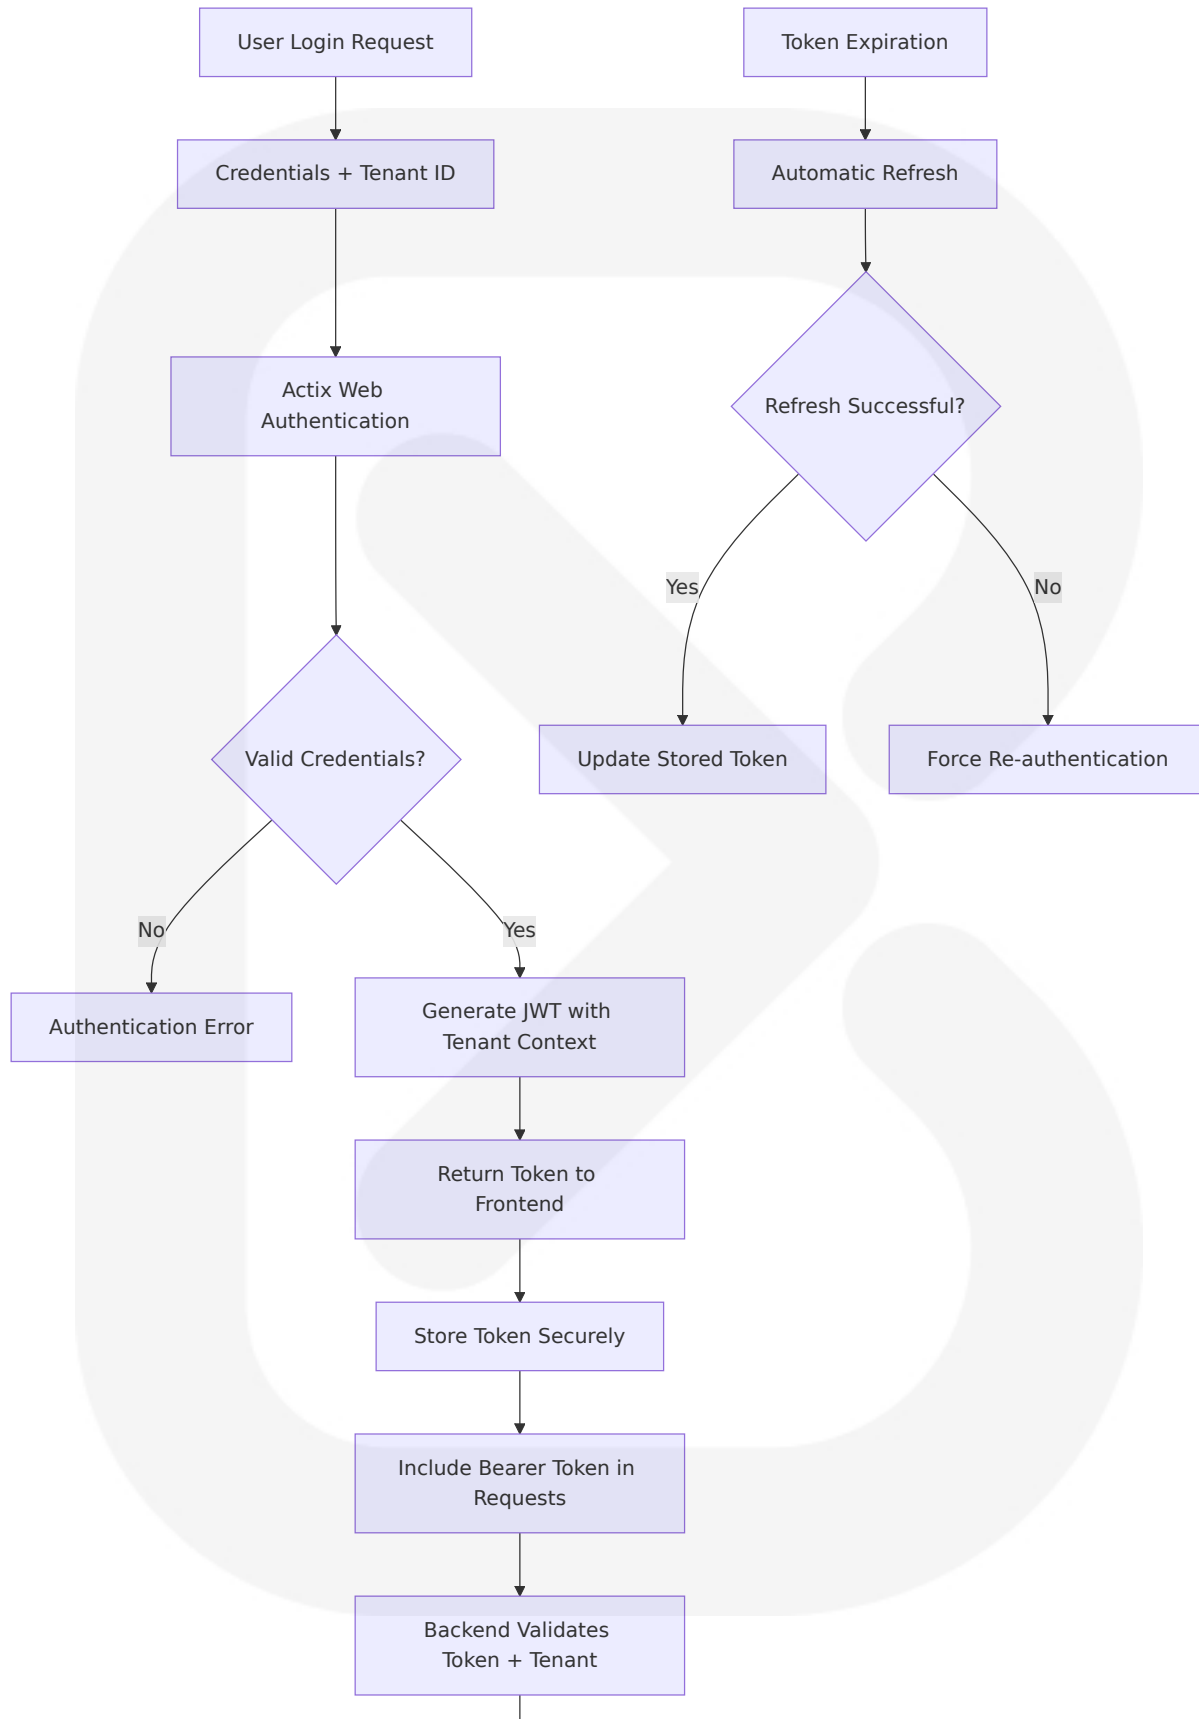 User Login Request
Token Expiration
Credentials + Tenant ID
Automatic Refresh
Actix Web
Authentication
Refresh Successful?
Yes
No
Valid Credentials?
Update Stored Token
Force Re-authentication
No
Yes
Authentication Error
Generate JWT with
Tenant Context
Return Token to
Frontend
Store Token Securely
Include Bearer Token in
Requests
Backend Validates
Token + Tenant